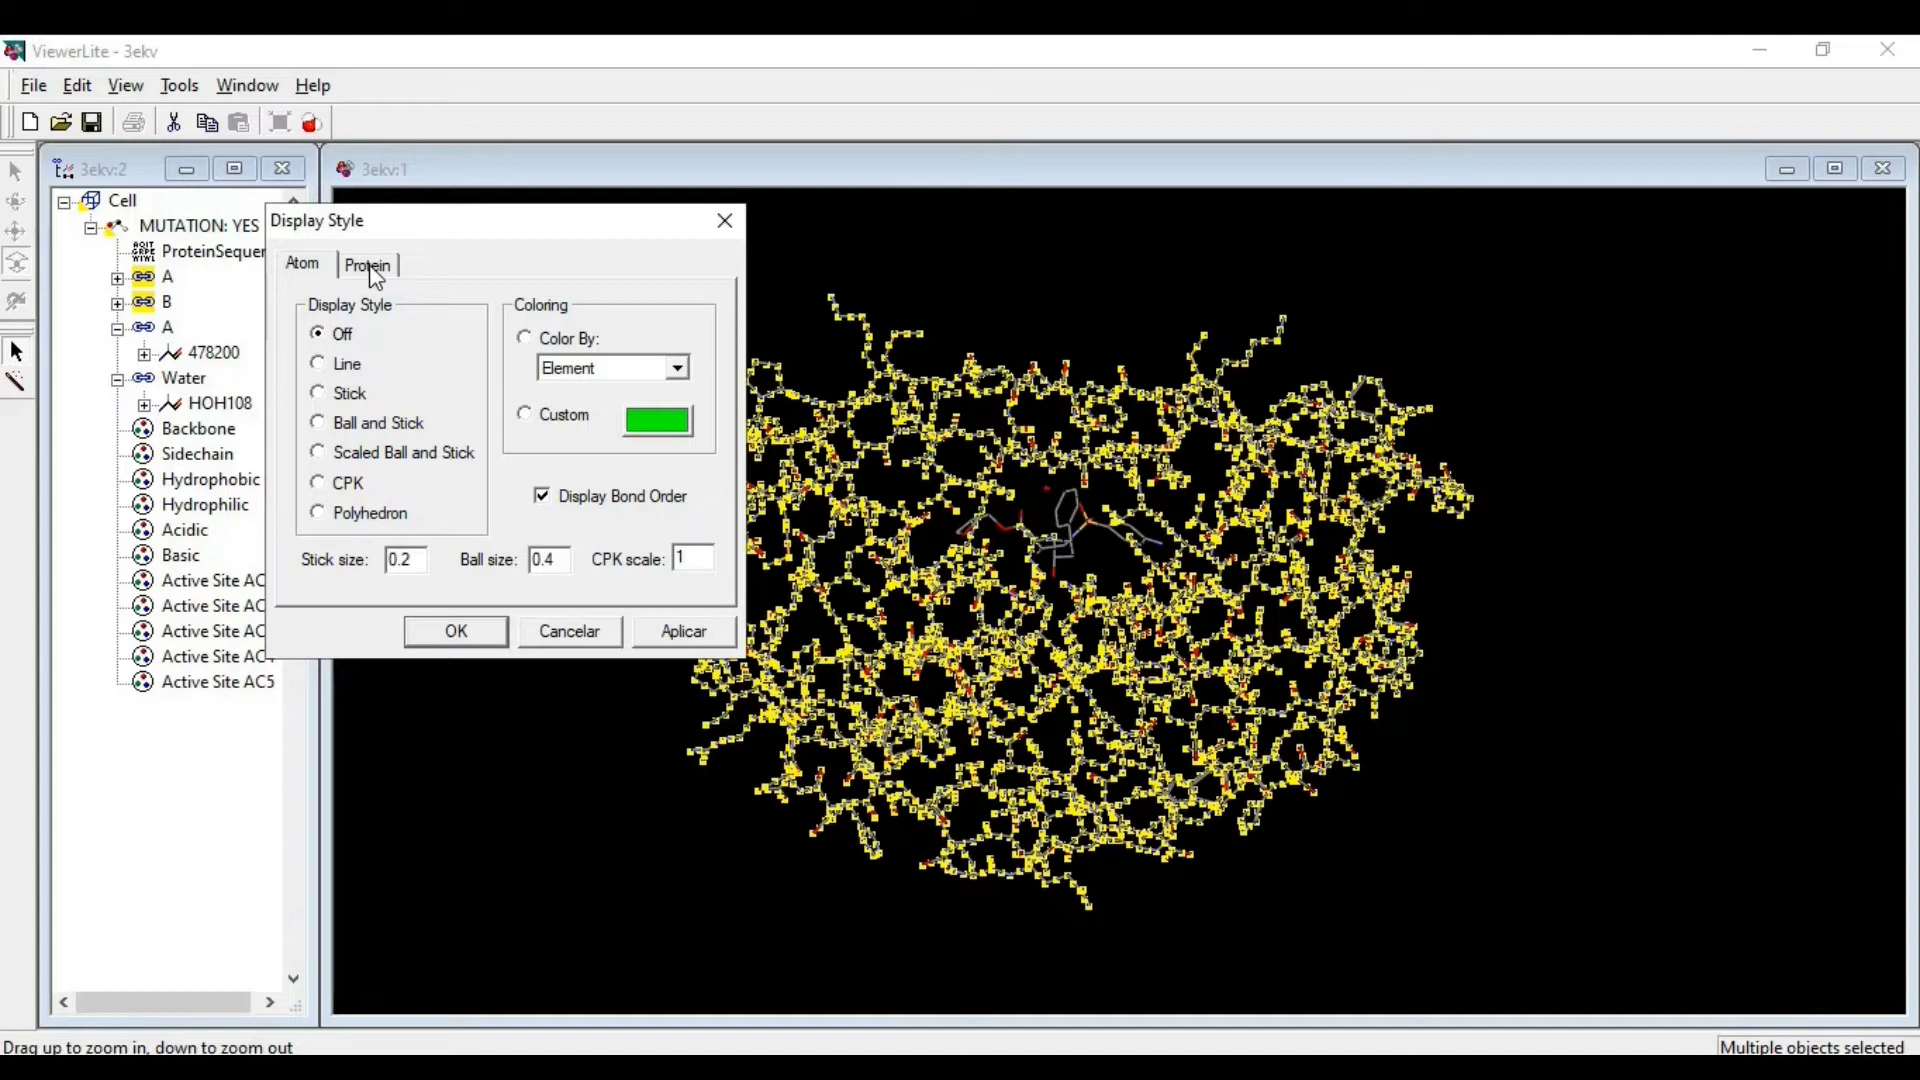 ViewerLite - 3ekv
File Edit View Tools Window Help
3ekv:2
3ekv:1
Cell
MUTATION: YES
ProteinSequer
A
B
A
478200
Water
HOH108
Backbone
Sidechain
Hydrophobic
Hydrophilic
Acidic
Basic
Active Site AC
Active Site AC
Active Site AC
Active Site AC4
Active Site AC5
Display Style
Atom
Protein
Display Style
Off
Line
Stick
Ball and Stick
Scaled Ball and Stick
CPK
Polyhedron
Coloring
Color By:
Element
Custom
Display Bond Order
Stick size: 0.2 Ball size: 0.4 CPK scale: 1
OK Cancelar Aplicar
Drag up to zoom in, down to zoom out
Multiple objects selected